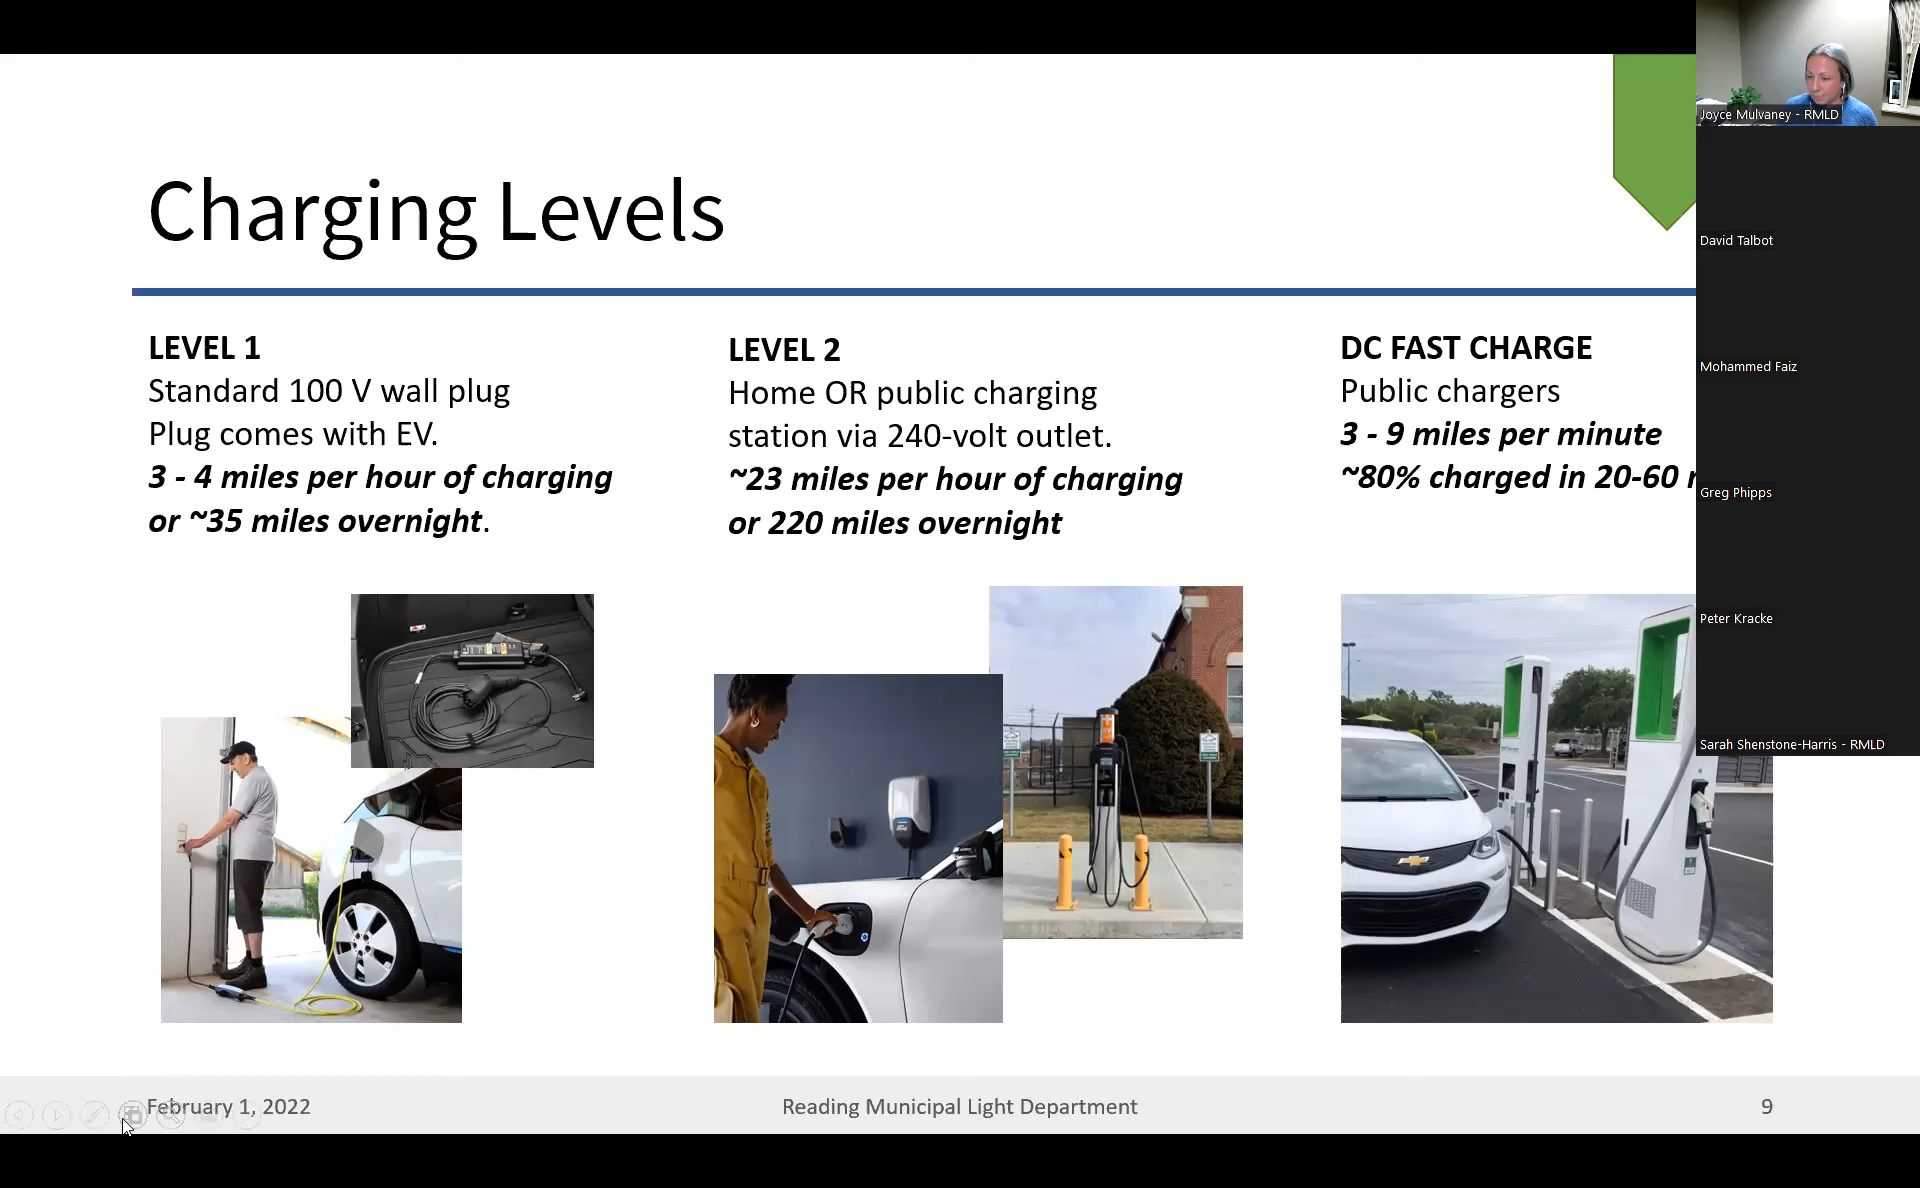 Charging Levels
LEVEL 1
Standard 100 V wall plug
Plug comes with EV.
3 - 4 miles per hour of charging
or ~35 miles overnight.
LEVEL 2
Home OR public charging
station via 240-volt outlet.
~23 miles per hour of charging
or 220 miles overnight
DC FAST CHARGE
Public chargers
3 - 9 miles per minute
~80% charged in 20-60
Joyce Mulvaney - RMLD
David Talbot
Mohammed Faiz
Greg Phipps
Peter Kracke
Sarah Shenstone-Harris - RMLD
February 1, 2022
Reading Municipal Light Department
9